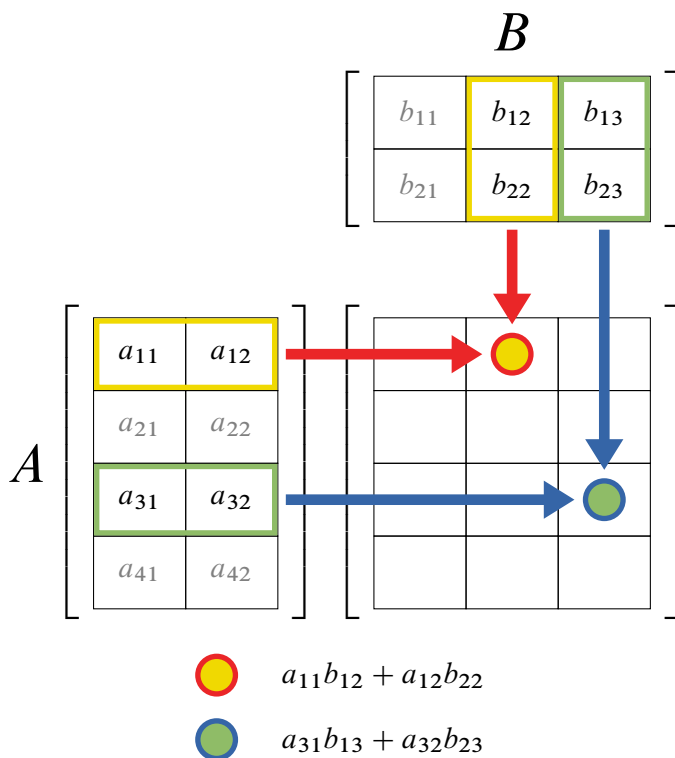 B
b₁₁ b₁₂ b₁₃
b₂₁ b₂₂ b₂₃
A
a₁₁ a₁₂
a₂₁ a₂₂
a₃₁ a₃₂
a₄₁ a₄₂
a₁₁b₁₂ + a₁₂b₂₂
a₃₁b₁₃ + a₃₂b₂₃